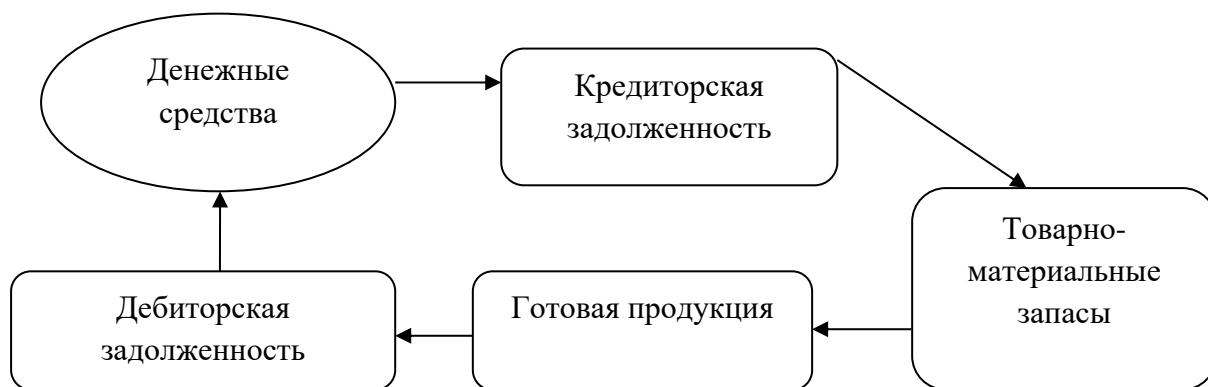 Денежные
средства
Кредиторская
задолженность
Товарно-
материальные
запасы
Готовая продукция
Дебиторская
задолженность